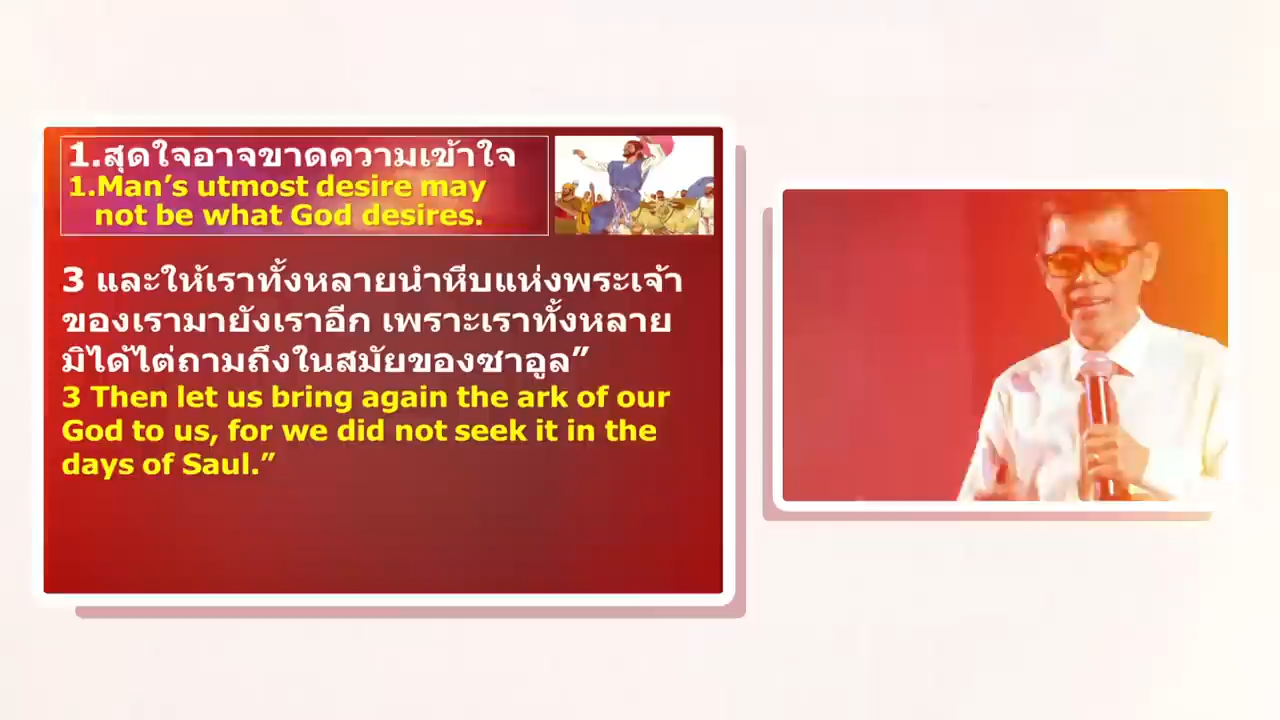 1.สุดใจอาจขาดความเข้าใจ
1.Man’s utmost desire may
not be what God desires.
3 และให้เราทั้งหลายนำหีบแห่งพระเจ้า
ของเรามายังเราอีก เพราะเราทั้งหลาย
มิได้ไต่ถามถึงในสมัยของซาอูล”
3 Then let us bring again the ark of our
God to us, for we did not seek it in the
days of Saul.”